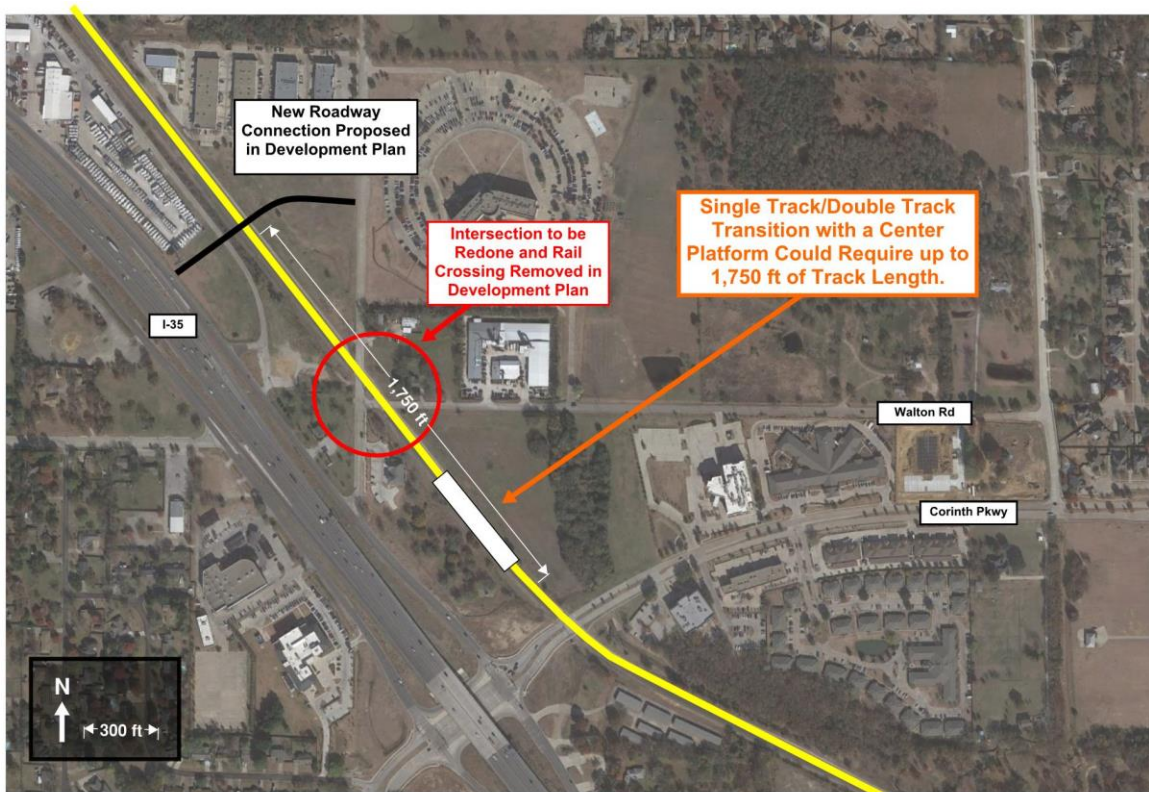 New Roadway
Connection Proposed
in Development Plan
Single Track/Double Track
Transition with a Center
Platform Could Require up to
1,750 ft of Track Length.
Intersection to be
Redone and Rail
Crossing Removed in
Development Plan
I-35
1,750 ft
Walton Rd
Corinth Pkwy
N
300 ft